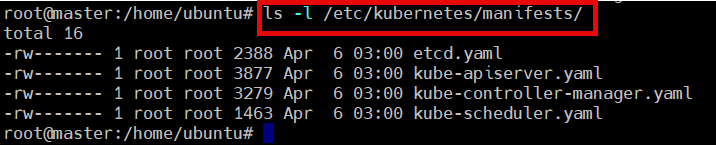 root@master:/home/ubuntu# ls -l /etc/kubernetes/manifests/
total 16
-rw------- 1 root root 2388 Apr  6 03:00 etcd.yaml
-rw------- 1 root root 3877 Apr  6 03:00 kube-apiserver.yaml
-rw------- 1 root root 3279 Apr  6 03:00 kube-controller-manager.yaml
-rw------- 1 root root 1463 Apr  6 03:00 kube-scheduler.yaml
root@master:/home/ubuntu#